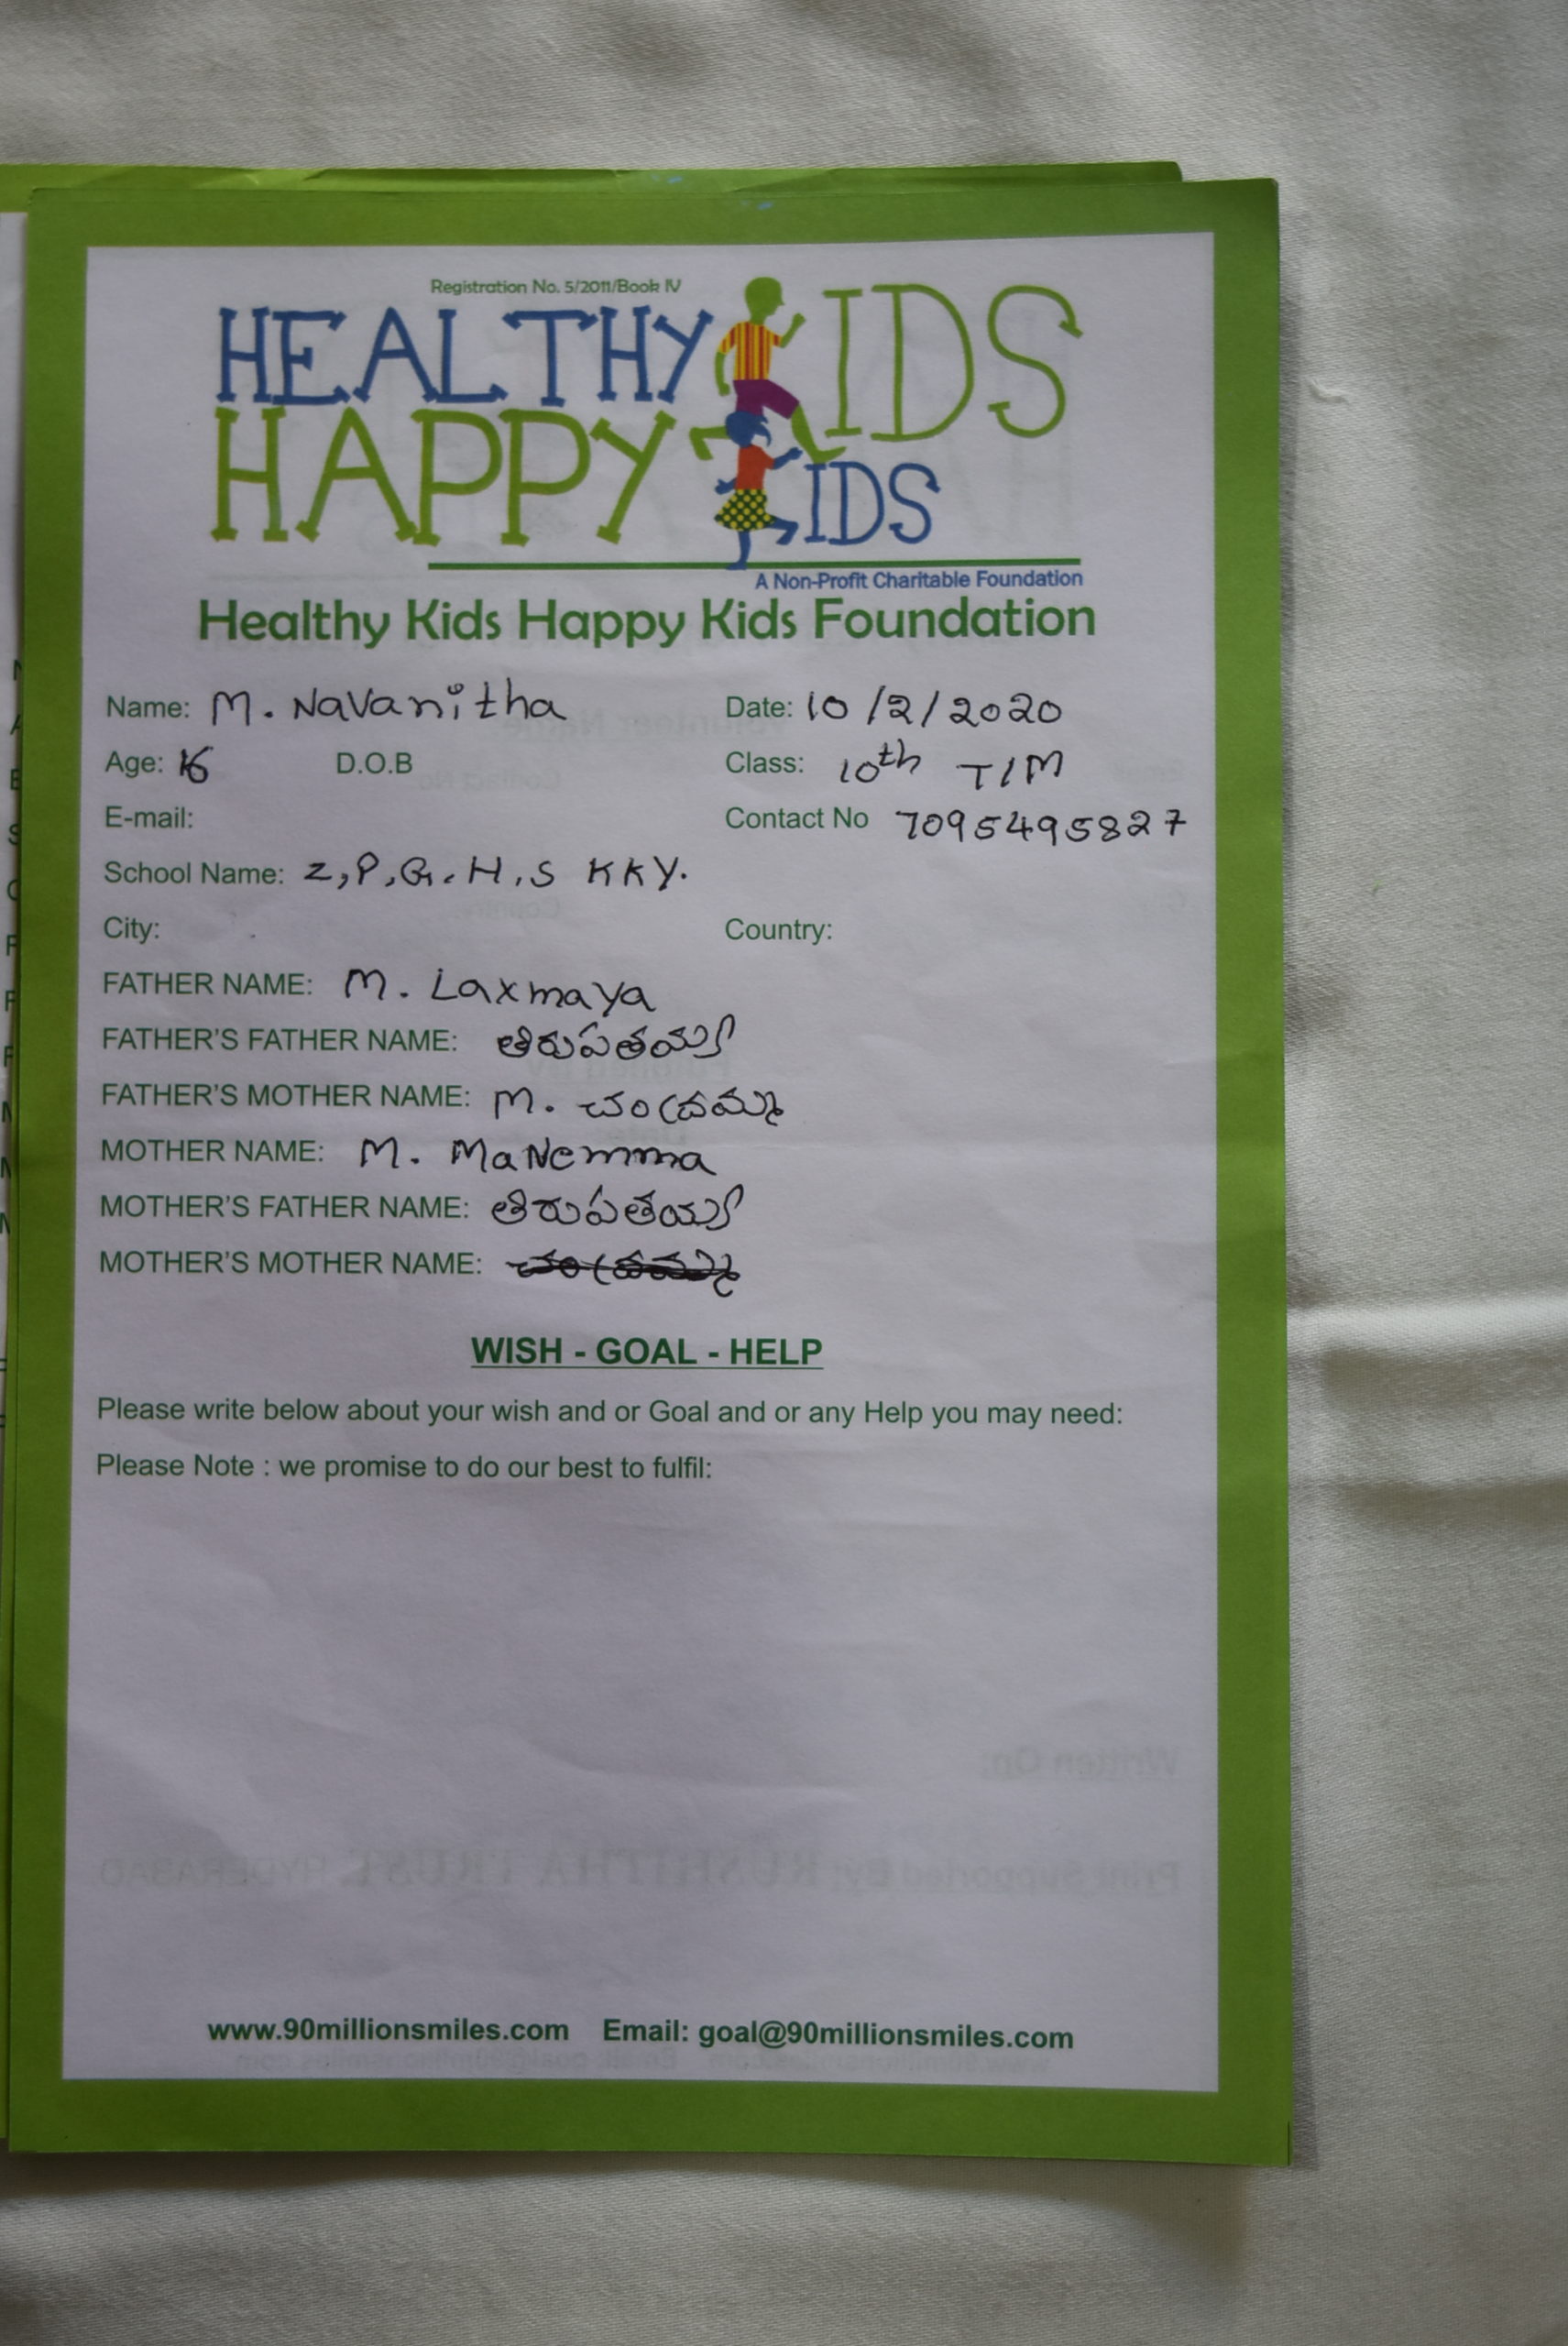 Registration No. 5/2011/Book IV
HEALTHY KIDS
HAPPY KIDS
A Non-Profit Charitable Foundation
Healthy Kids Happy Kids Foundation
Name: M. Navanitha Date: 10/2/2020
Age: 16 D.O.B Class: 10th T/M
E-mail: Contact No 7095495827
School Name: Z,P,G.H,S KKY.
City: Country:
FATHER NAME: M. Laxmaya
FATHER'S FATHER NAME: తిరుపతయ్య
FATHER'S MOTHER NAME: M. చంద్రమ్మ
MOTHER NAME: M. MaNemma
MOTHER'S FATHER NAME: తిరుపతయ్య
MOTHER'S MOTHER NAME:
WISH - GOAL - HELP
Please write below about your wish and or Goal and or any Help you may need:
Please Note : we promise to do our best to fulfil:
www.90millionsmiles.com Email: goal@90millionsmiles.com